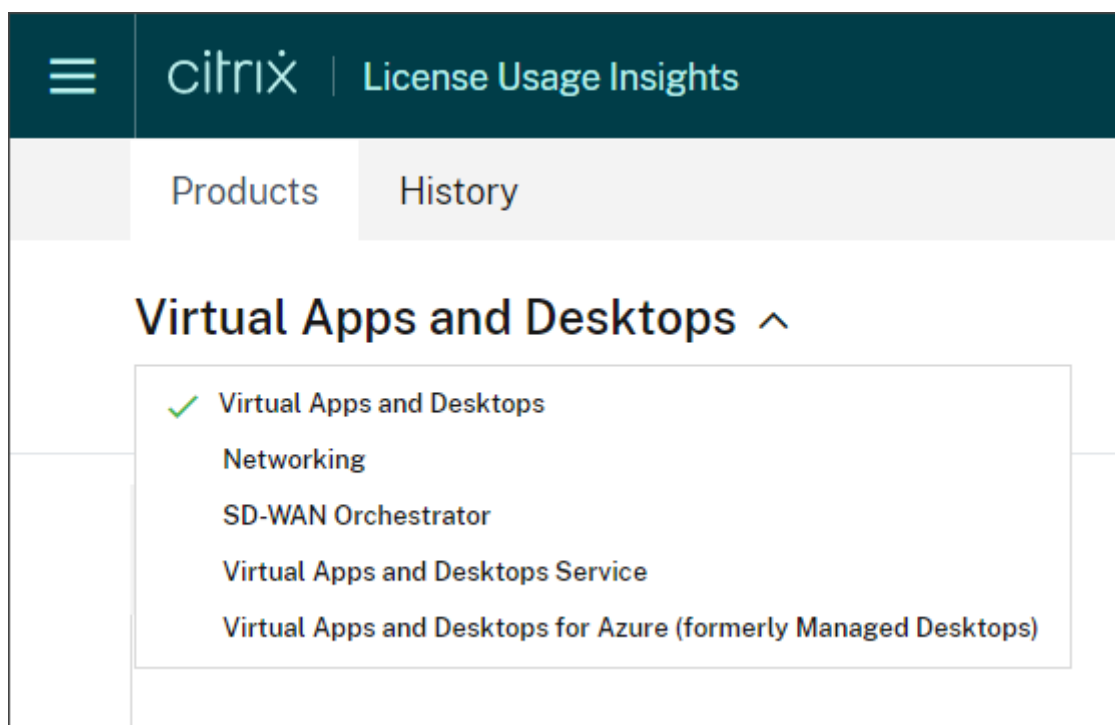 citrix | License Usage Insights
Products History
Virtual Apps and Desktops
Virtual Apps and Desktops
Networking
SD-WAN Orchestrator
Virtual Apps and Desktops Service
Virtual Apps and Desktops for Azure (formerly Managed Desktops)